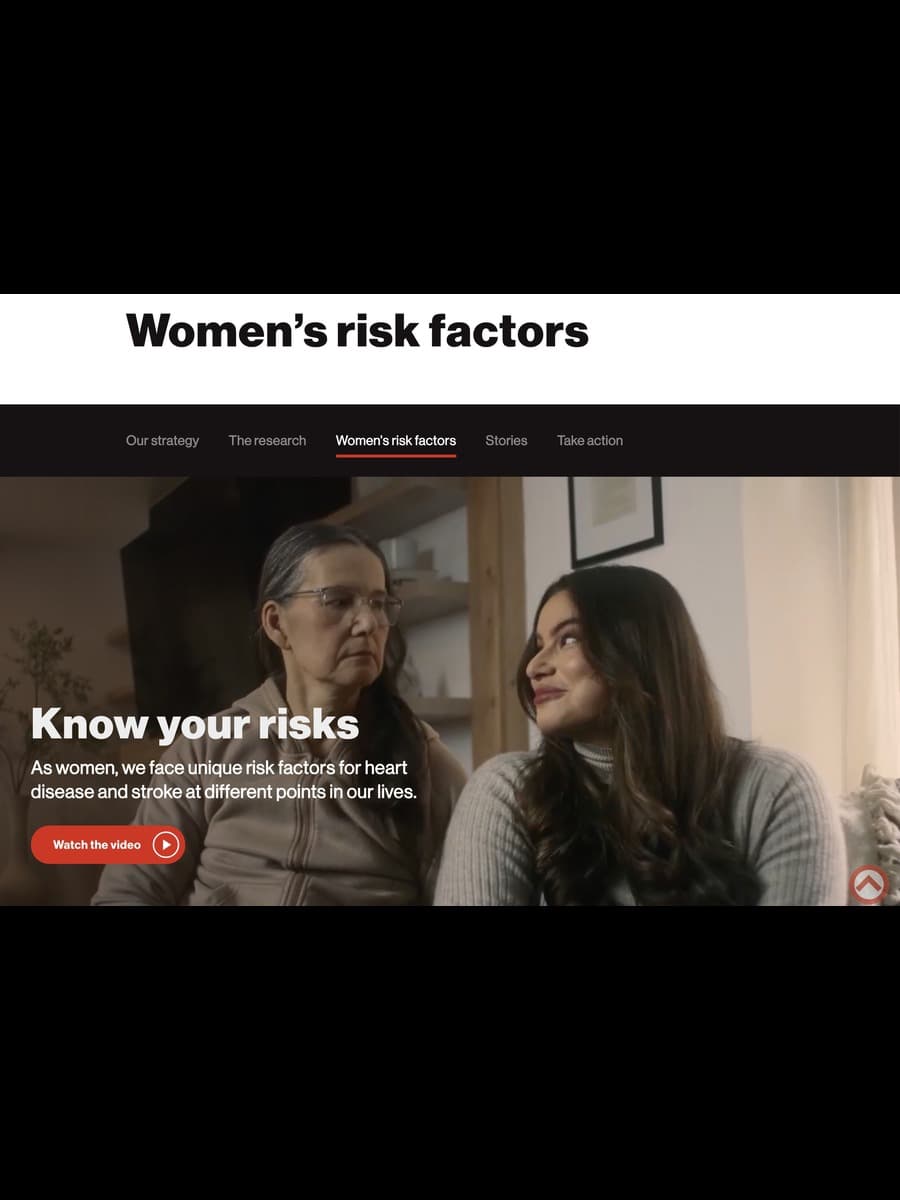 Women’s risk factors
Our strategy The research Women's risk factors Stories Take action
Know your risks
As women, we face unique risk factors for heart
disease and stroke at different points in our lives.
Watch the video